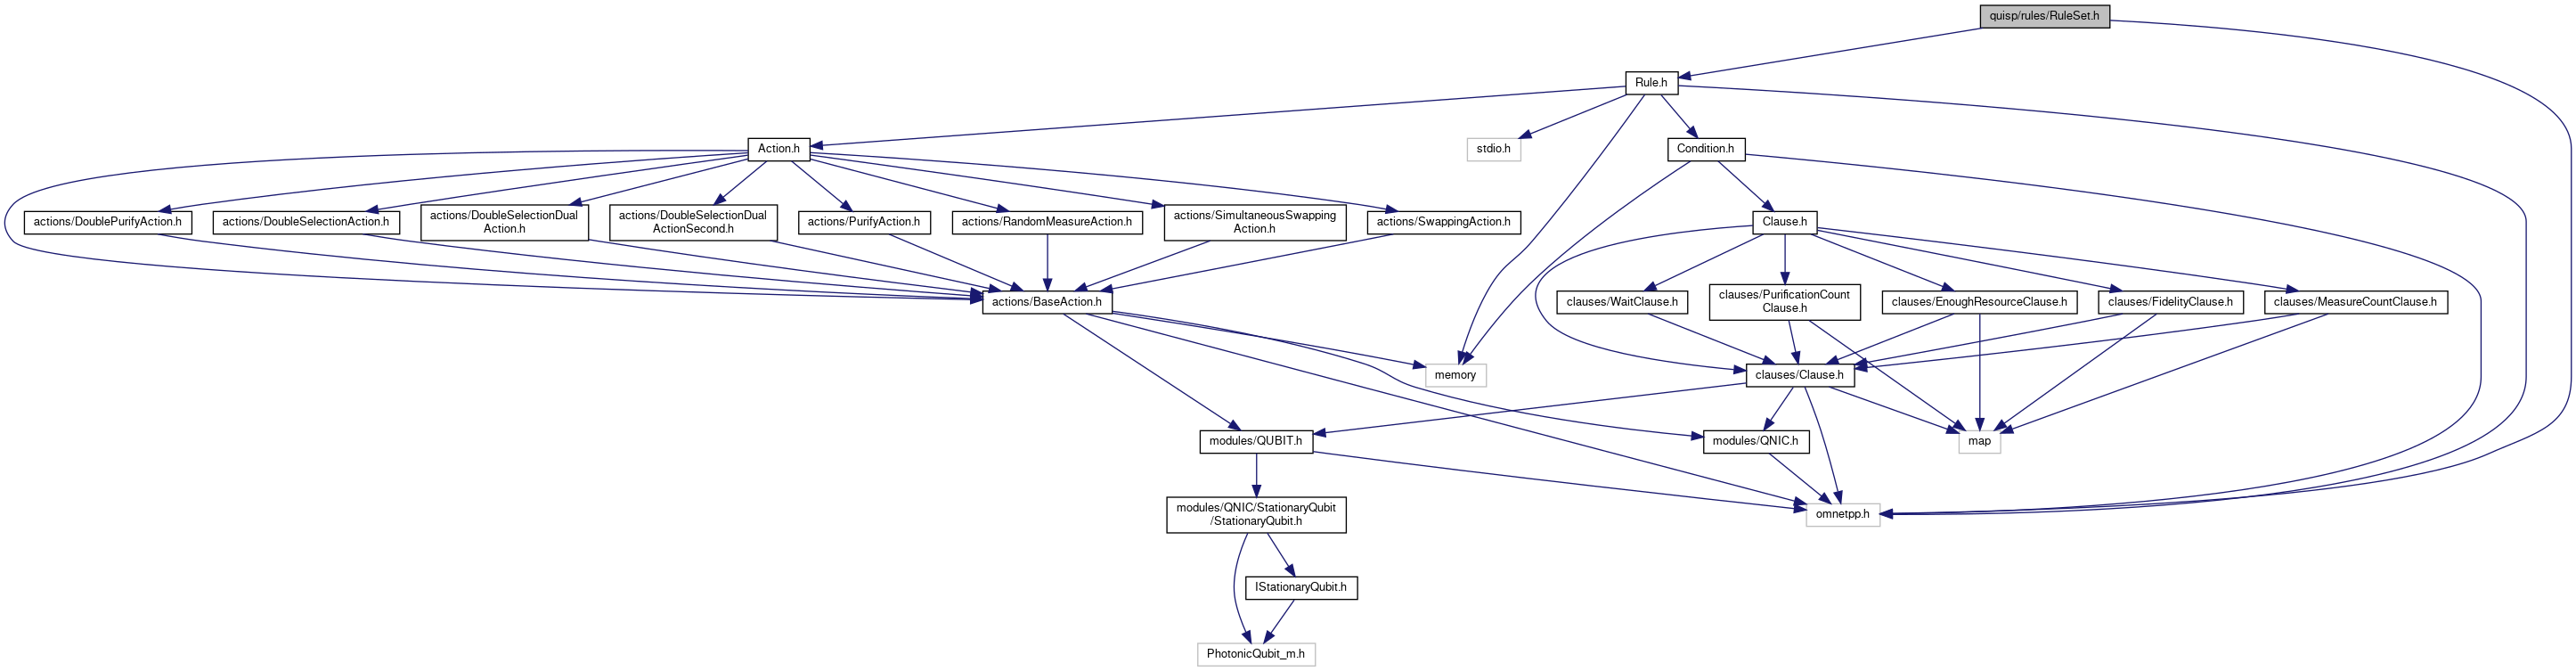 quisp/rules/RuleSet.h
Rule.h
Action.h
stdio.h
Condition.h
actions/DoublePurifyAction.h
actions/DoubleSelectionAction.h
actions/DoubleSelectionDual
Action.h
actions/DoubleSelectionDual
ActionSecond.h
actions/PurifyAction.h
actions/RandomMeasureAction.h
actions/SimultaneousSwapping
Action.h
actions/SwappingAction.h
Clause.h
actions/BaseAction.h
clauses/WaitClause.h
clauses/PurificationCount
Clause.h
clauses/EnoughResourceClause.h
clauses/FidelityClause.h
clauses/MeasureCountClause.h
memory
clauses/Clause.h
modules/QUBIT.h
modules/QNIC.h
map
modules/QNIC/StationaryQubit
/StationaryQubit.h
omnetpp.h
IStationaryQubit.h
PhotonicQubit_m.h